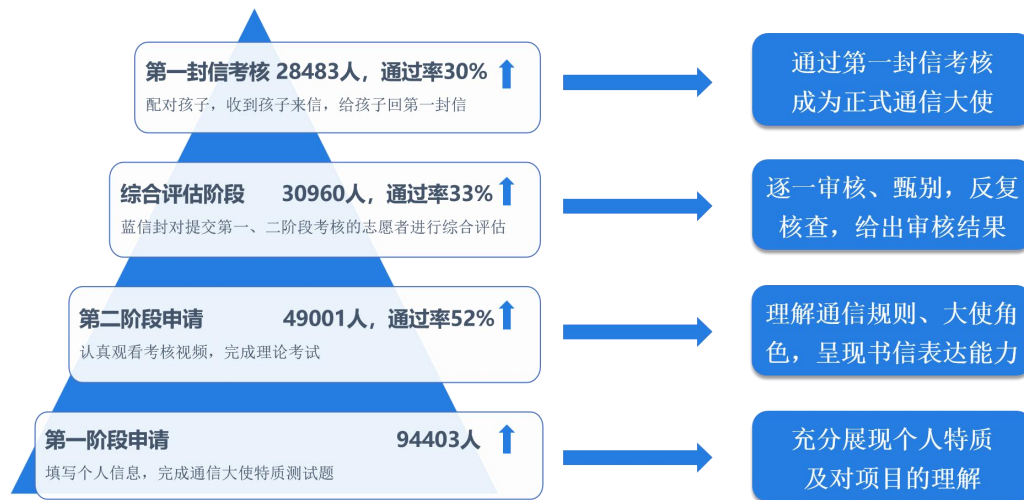 第一封信考核 28483人，通过率30%
配对孩子，收到孩子来信，给孩子回第一封信
通过第一封信考核
成为正式通信大使
综合评估阶段 30960人，通过率33%
蓝信封对提交第一、二阶段考核的志愿者进行综合评估
逐一审核、甄别，反复
核查，给出审核结果
第二阶段申请 49001人，通过率52%
认真观看考核视频，完成理论考试
理解通信规则、大使角
色，呈现书信表达能力
第一阶段申请 94403人
填写个人信息，完成通信大使特质测试题
充分展现个人特质
及对项目的理解